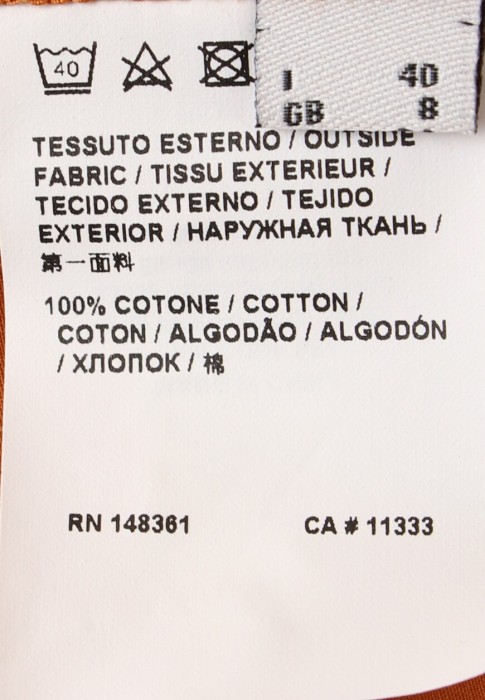 40
I 40
GB 8
TESSUTO ESTERNO / OUTSIDE
FABRIC / TISSU EXTERIEUR /
TECIDO EXTERNO / TEJIDO
EXTERIOR / НАРУЖНАЯ ТКАНЬ /
第一面料
100% COTONE / COTTON /
COTON / ALGODÃO / ALGODÓN
/ ХЛОПОК / 棉
RN 148361 CA # 11333